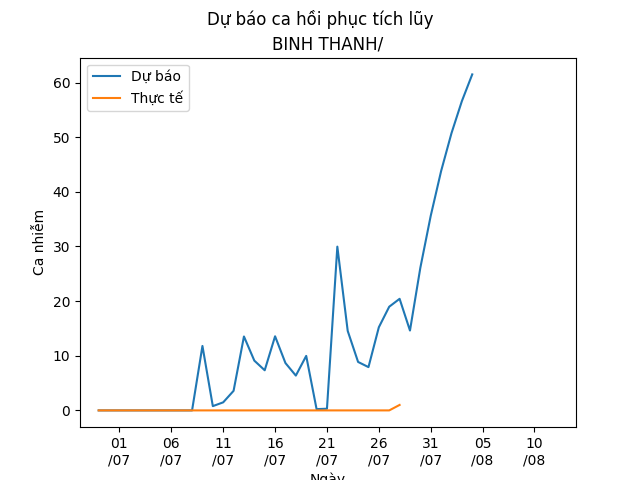 Dự báo ca hồi phục tích lũy
BINH THANH/
Dự báo
Thực tế
60
50
40
30
20
10
0
Ca nhiễm
01 06 11 16 21 26 31 05 10
/07 /07 /07 /07 /07 /07 /07 /08 /08
Ngày